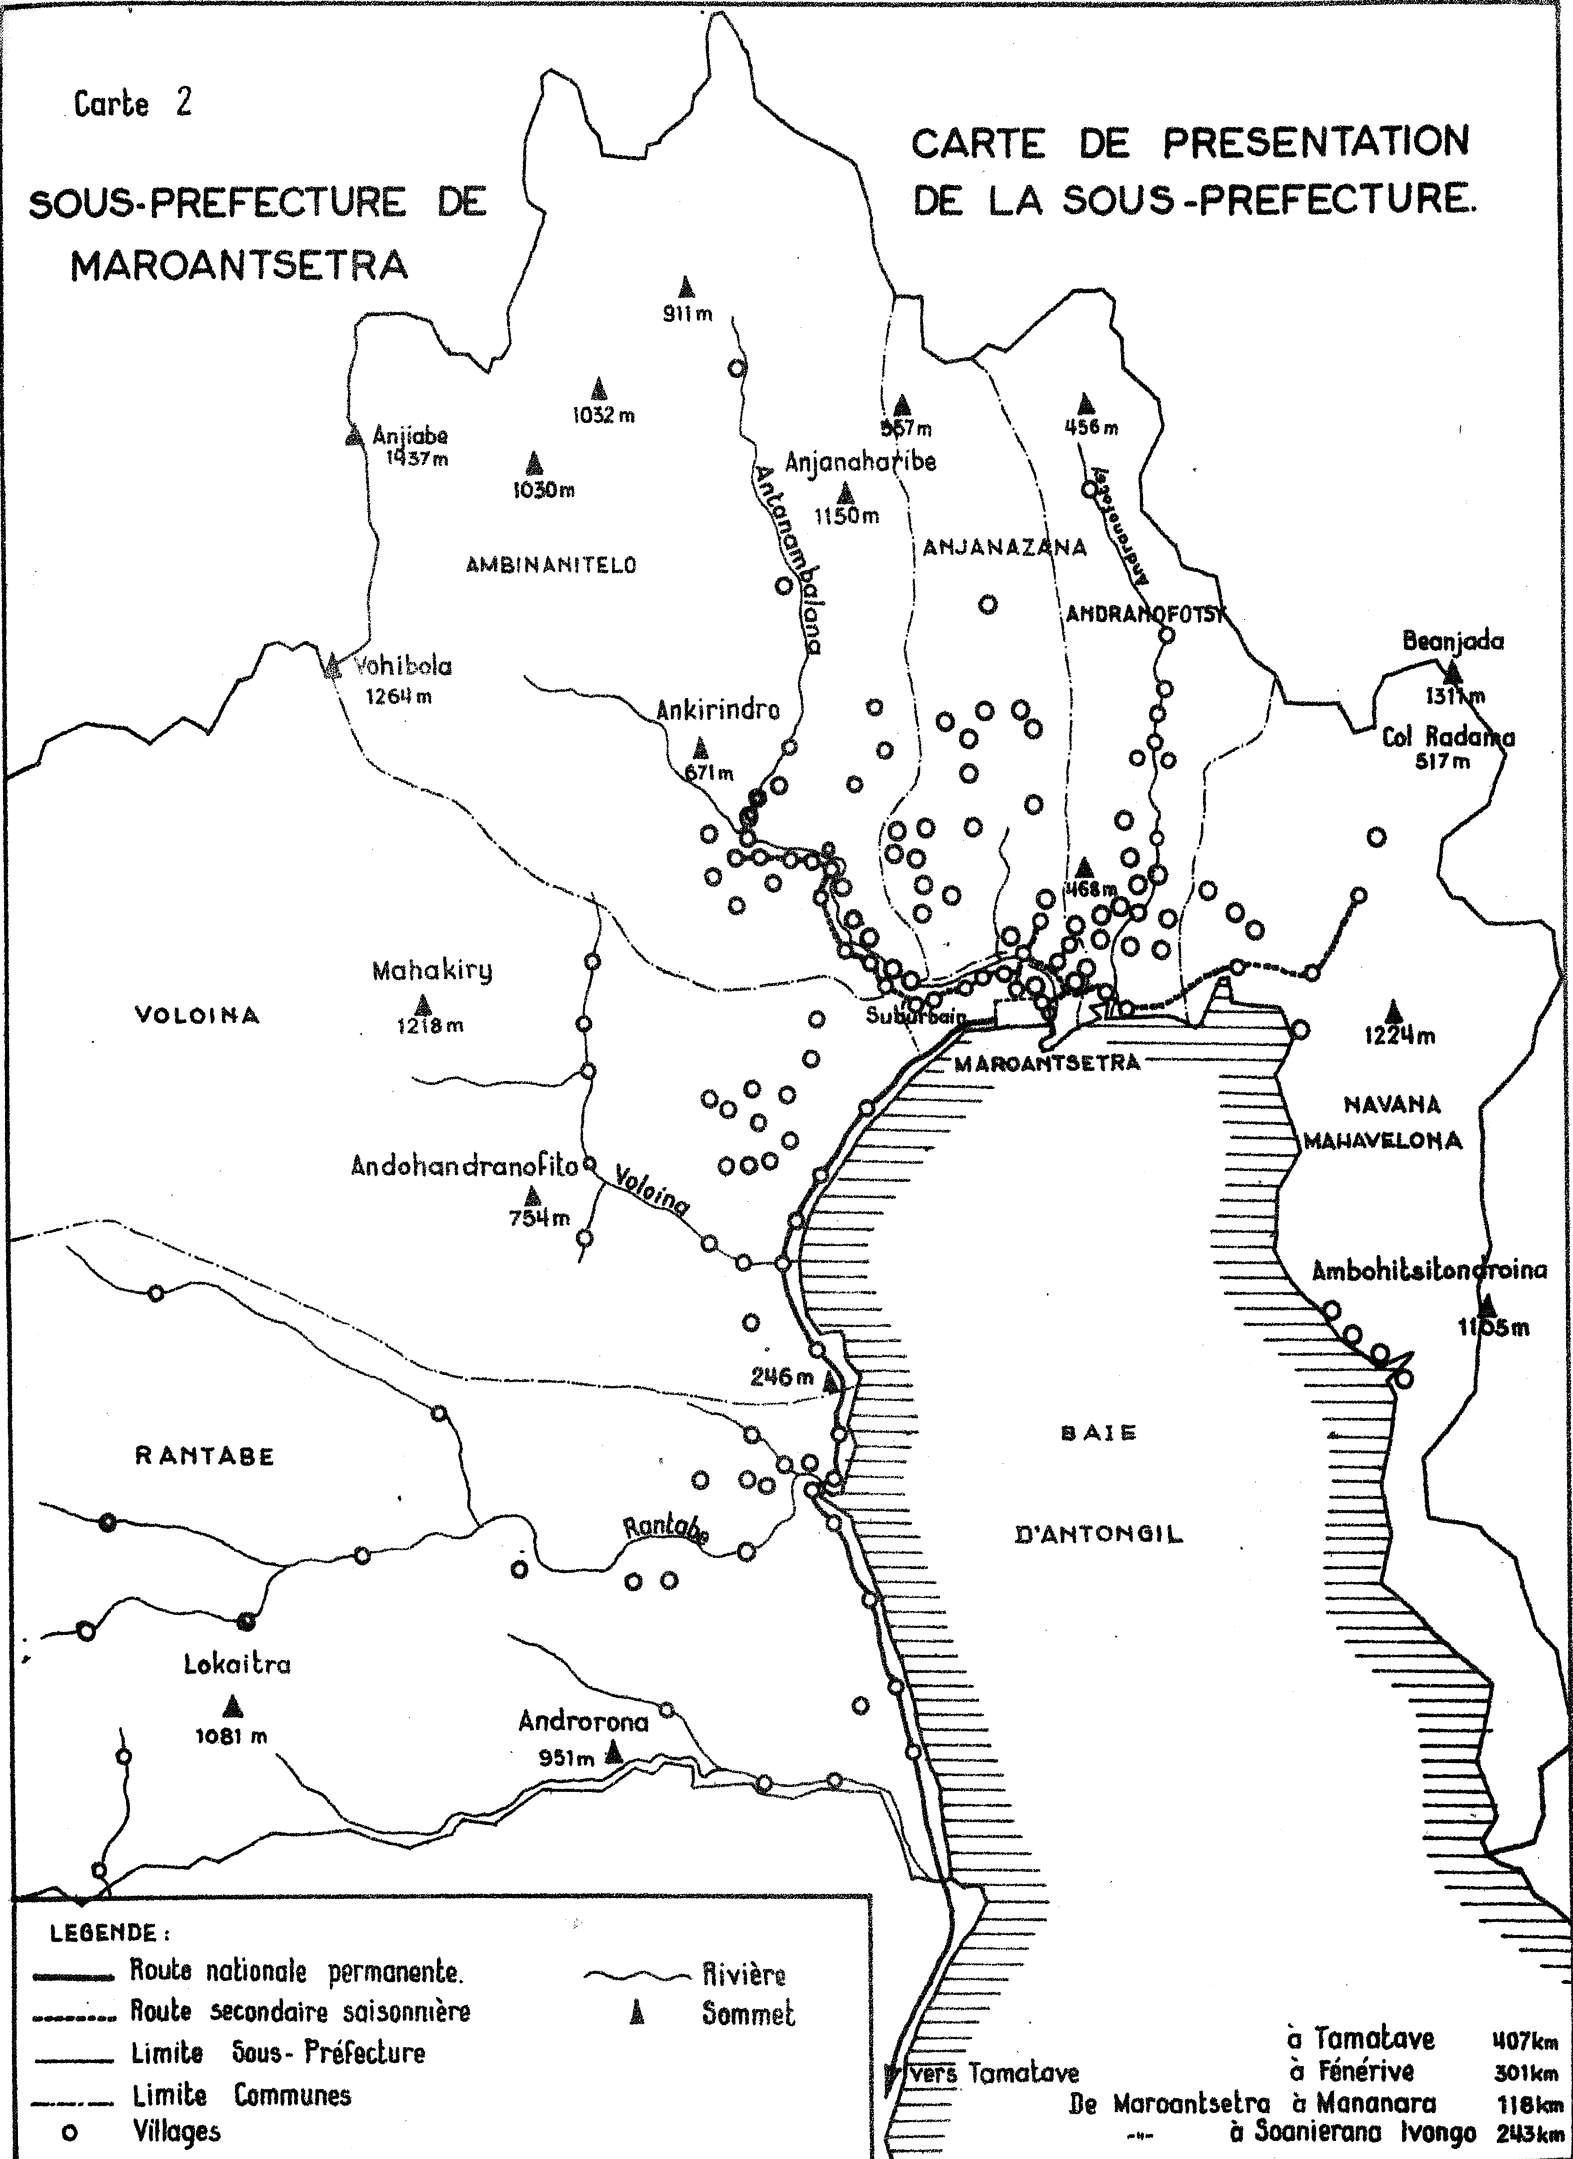 Carte 2
SOUS-PREFECTURE DE
MAROANTSETRA
CARTE DE PRESENTATION
DE LA SOUS-PREFECTURE.
911m
1032m
567m
456m
Anjiabe
1937m
1030m
Anjanaharibe
1150m
Antanambalana
Andranofotsy
ANJANAZANA
AMBINANITELO
ANDRANOFOTSY
Beanjada
1311m
Vohibola
1264m
Ankirindro
671m
Col Radama
517m
468m
Mahakiry
1218m
VOLOINA
Suburbain
1224m
MAROANTSETRA
NAVANA
MAHAVELONA
Andohandranofito
754m
Voloina
Ambohitsitondroina
1105m
246m
BAIE
RANTABE
Rantabe
D'ANTONGIL
Lokaitra
1081 m
Androrona
951m
LEGENDE :
Route nationale permanente.
Route secondaire saisonnière
Limite Sous-Préfecture
Limite Communes
Villages
Rivière
Sommet
vers Tamatave
à Tamatave 407km
à Fénérive 301km
De Maroantsetra à Mananara 118km
-"- à Soanierana Ivongo 243km